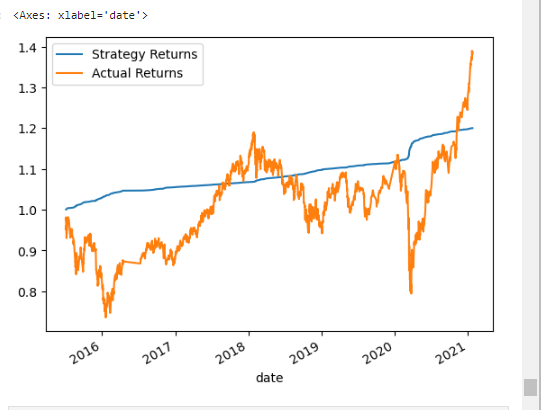 <Axes: xlabel='date'>
Strategy Returns
Actual Returns
1.4
1.3
1.2
1.1
1.0
0.9
0.8
2016 2017 2018 2019 2020 2021
date